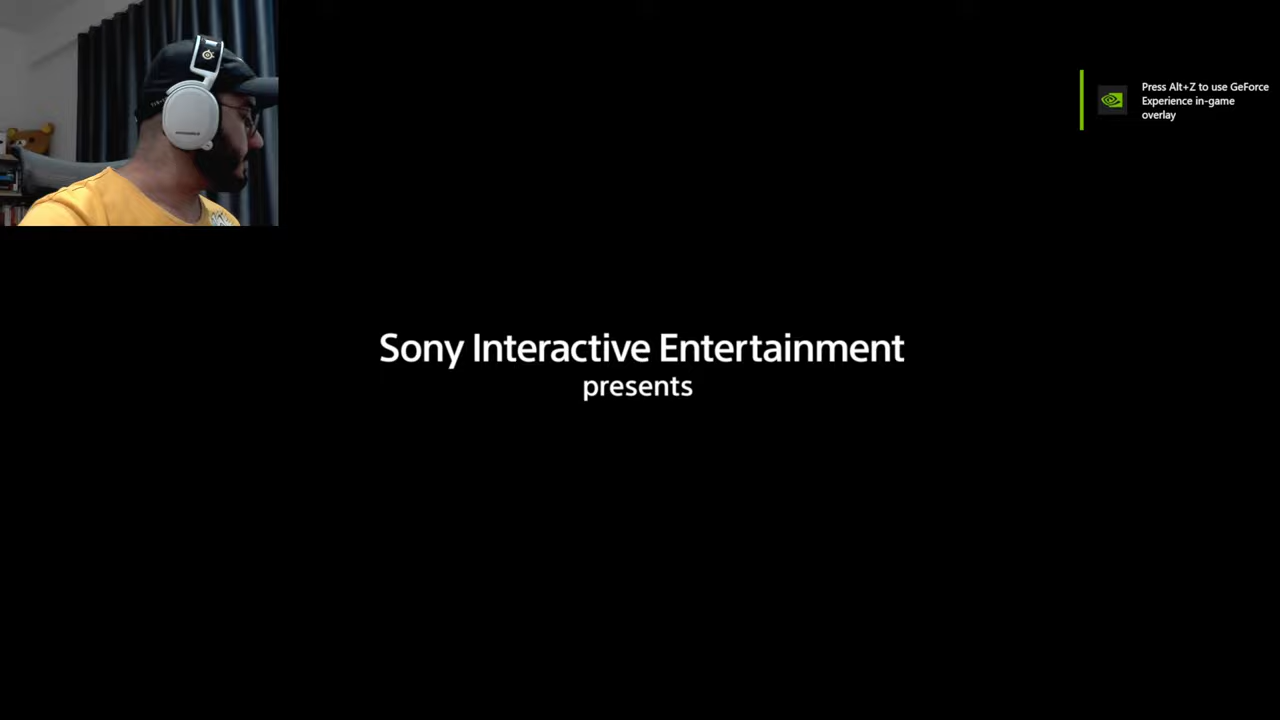 Press Alt+Z to use GeForce
Experience in-game
overlay
Sony Interactive Entertainment
presents